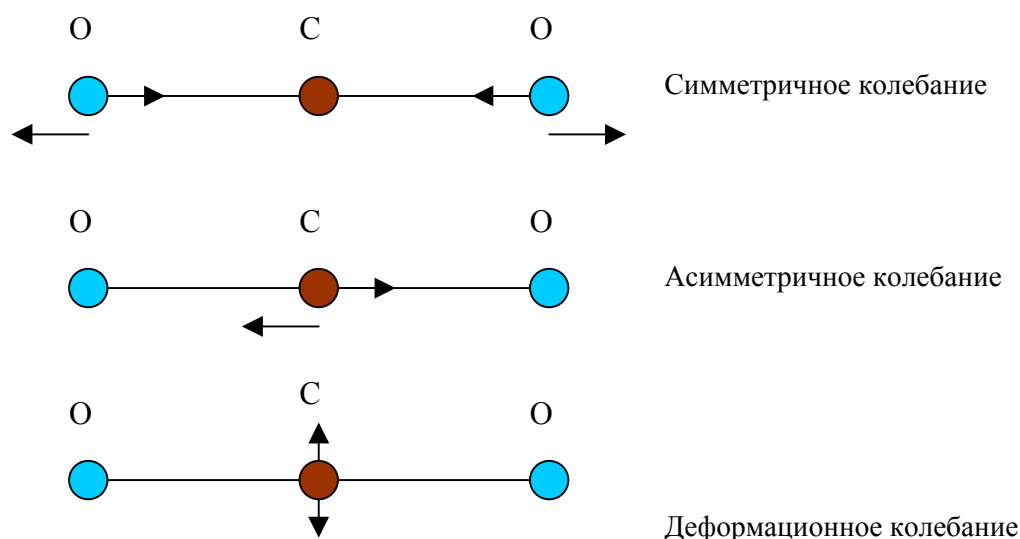 О С О
Симметричное колебание
О С О
Асимметричное колебание
С
О О
Деформационное колебание